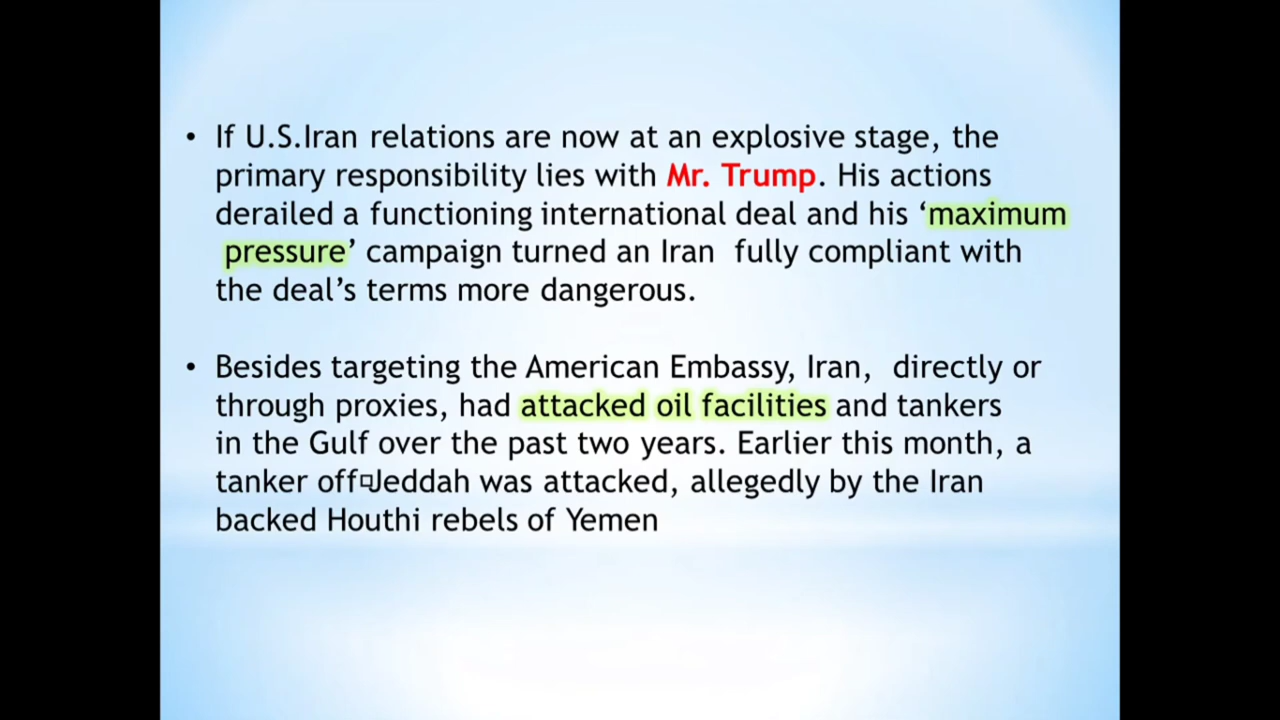 • If U.S.Iran relations are now at an explosive stage, the
primary responsibility lies with Mr. Trump. His actions
derailed a functioning international deal and his ‘maximum
pressure’ campaign turned an Iran  fully compliant with
the deal’s terms more dangerous.
• Besides targeting the American Embassy, Iran,  directly or
through proxies, had attacked oil facilities and tankers
in the Gulf over the past two years. Earlier this month, a
tanker off Jeddah was attacked, allegedly by the Iran
backed Houthi rebels of Yemen